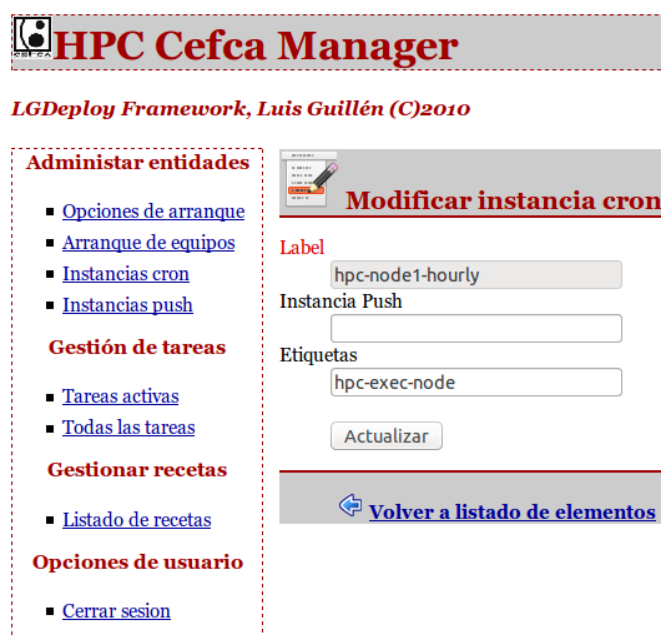 HPC Cefca Manager
LGDeploy Framework, Luis Guillén (C)2010
Administar entidades
Opciones de arranque
Arranque de equipos
Instancias cron
Instancias push
Gestión de tareas
Tareas activas
Todas las tareas
Gestionar recetas
Listado de recetas
Opciones de usuario
Cerrar sesion
Modificar instancia cron
Label
hpc-node1-hourly
Instancia Push
Etiquetas
hpc-exec-node
Actualizar
Volver a listado de elementos